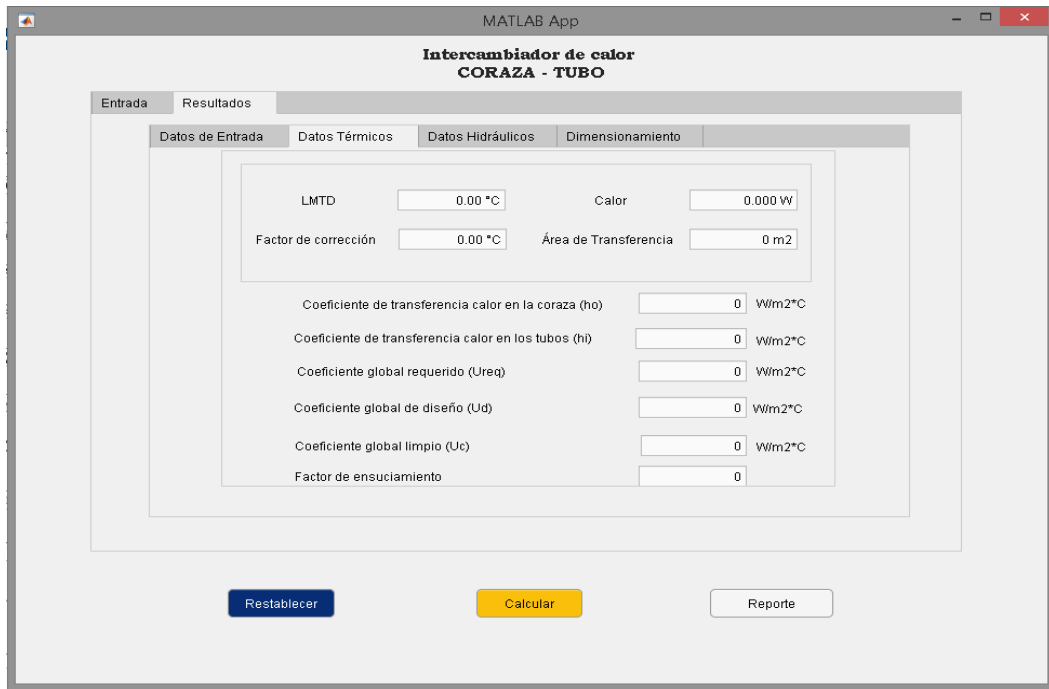 MATLAB App
Intercambiador de calor
CORAZA - TUBO
Entrada Resultados
Datos de Entrada Datos Térmicos Datos Hidráulicos Dimensionamiento
LMTD 0.00 °C Calor 0.000 W
Factor de corrección 0.00 °C Área de Transferencia 0 m2
Coeficiente de transferencia calor en la coraza (ho) 0 W/m2*C
Coeficiente de transferencia calor en los tubos (hi) 0 W/m2*C
Coeficiente global requerido (Ureq) 0 W/m2*C
Coeficiente global de diseño (Ud) 0 W/m2*C
Coeficiente global limpio (Uc) 0 W/m2*C
Factor de ensuciamiento 0
Restablecer Calcular Reporte